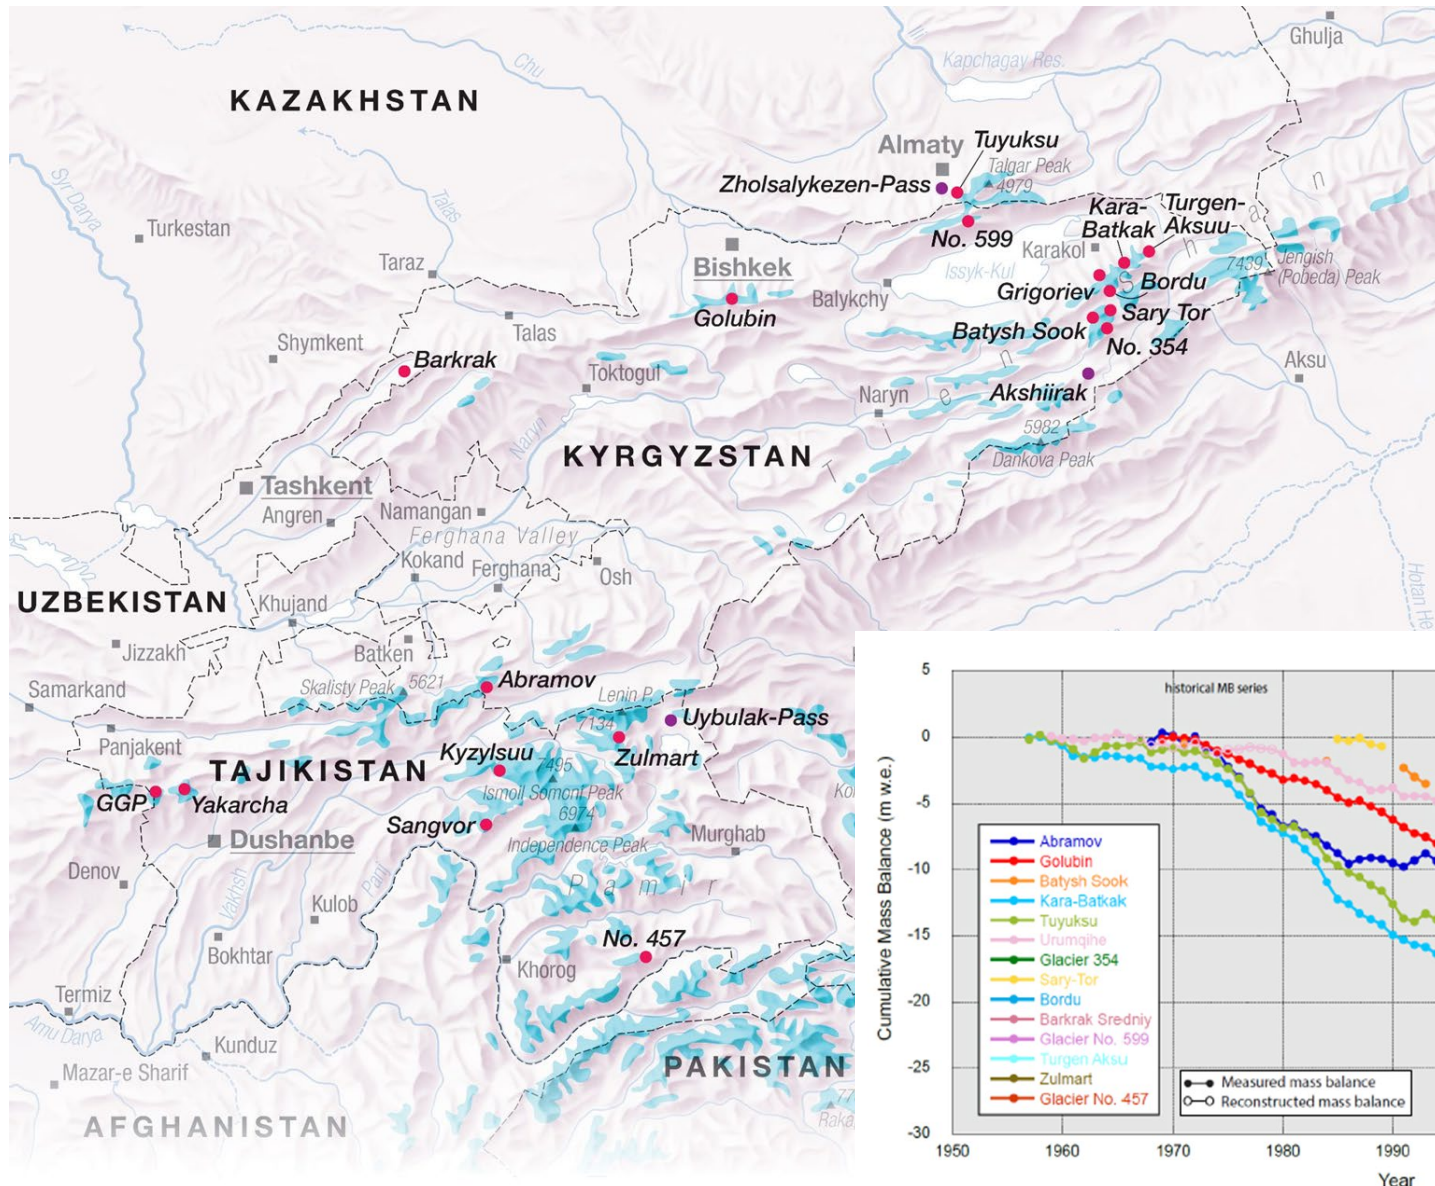 Ghulja
Ili
Kapchagay Res.
Chu
KAZAKHSTAN
Almaty
Tuyuksu
Talgar Peak
4979
Zholsalykezen-Pass
Syr Darya
Talas
Turkestan
Kara-
Batkak
Turgen-
Aksuu
No. 599
Karakol
Bishkek
Taraz
Issyk-Kul
7439
Jengish
(Pobeda) Peak
Grigoriev
Bordu
Balykchy
Golubin
Sary Tor
Talas
Batysh Sook
No. 354
Shymkent
Barkrak
Toktogul
Aksu
Naryn
Akshiirak
T i e n S h a n
5982
Dankova Peak
Naryn
KYRGYZSTAN
Tashkent
Angren
Namangan
Ferghana Valley
Kokand
Ferghana
Osh
Hotan He
UZBEKISTAN
Khujand
Jizzakh
Batken
Skalisty Peak
5621
Abramov
Lenin P.
7134
Samarkand
Uybulak-Pass
Panjakent
Kyzylsuu
Zulmart
TAJIKISTAN
7495
Ismoil Somoni Peak
GGP
Yakarcha
6974
Sangvor
Independence Peak
Murghab
Dushanbe
Denov
Vakhsh
Panj
Pamir
Kulob
No. 457
Bokhtar
Khorog
Termiz
Amu Darya
Kunduz
PAKISTAN
Mazar-e Sharif
AFGHANISTAN
Raka
historical MB series
5
0
-5
-10
-15
-20
-25
-30
Cumulative Mass Balance (m w.e.)
Abramov
Golubin
Batysh Sook
Kara-Batkak
Tuyuksu
Urumqihe
Glacier 354
Sary-Tor
Bordu
Barkrak Sredniy
Glacier No. 599
Turgen Aksu
Zulmart
Glacier No. 457
Measured mass balance
Reconstructed mass balance
1950
1960
1970
1980
1990
Year